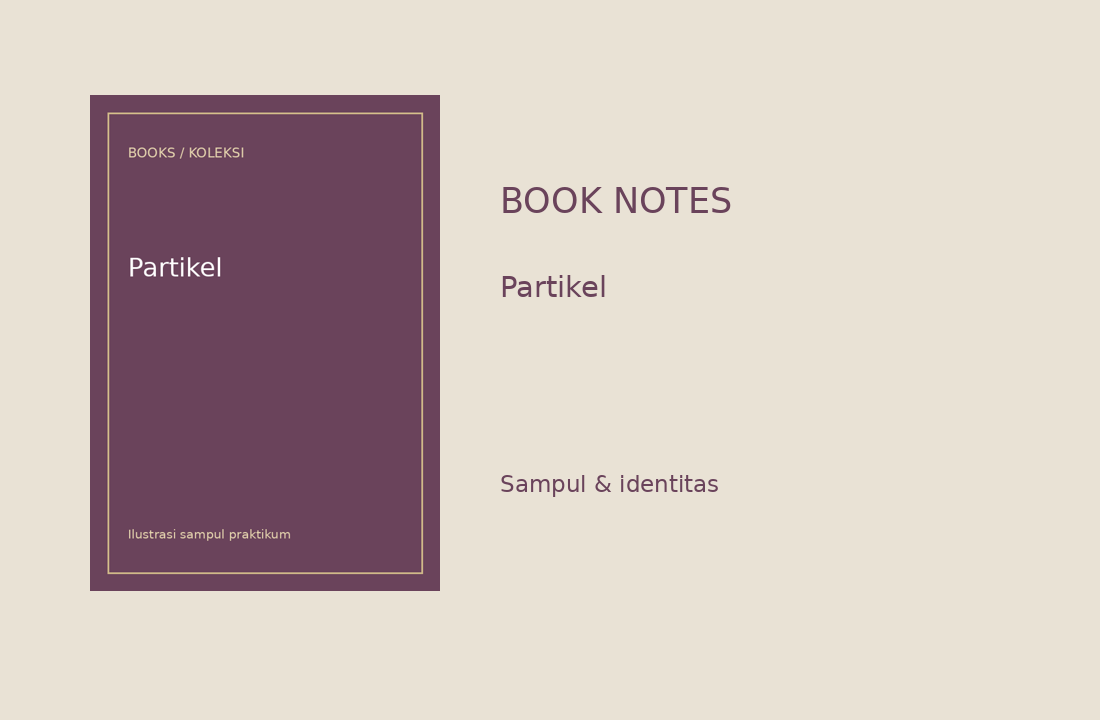 BOOKS / KOLEKSI
Partikel
Ilustrasi sampul praktikum
BOOK NOTES
Partikel
Sampul & identitas